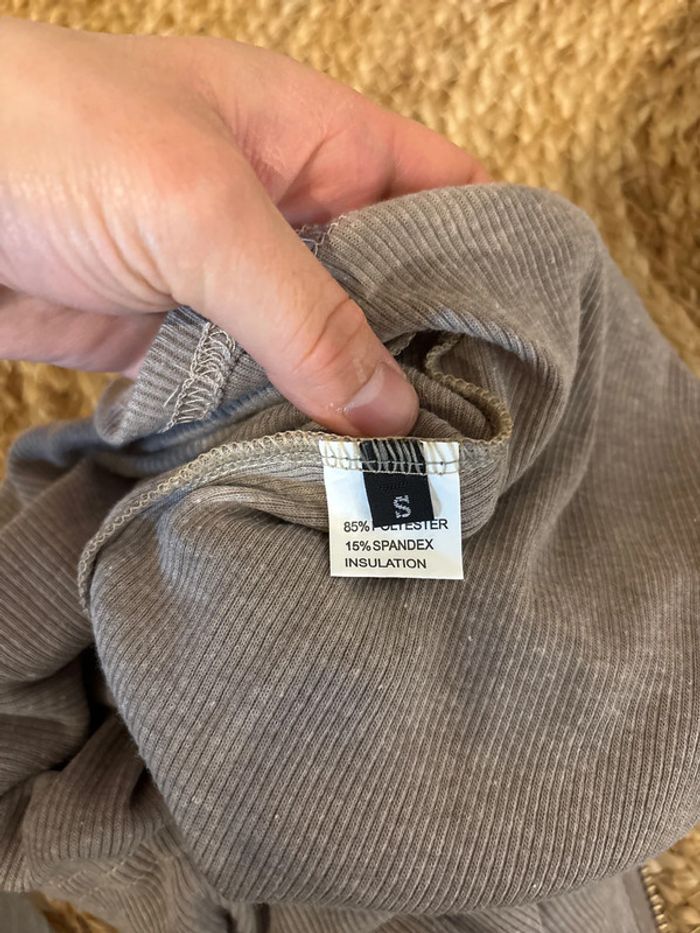 S
85% POLYESTER
15% SPANDEX
INSULATION